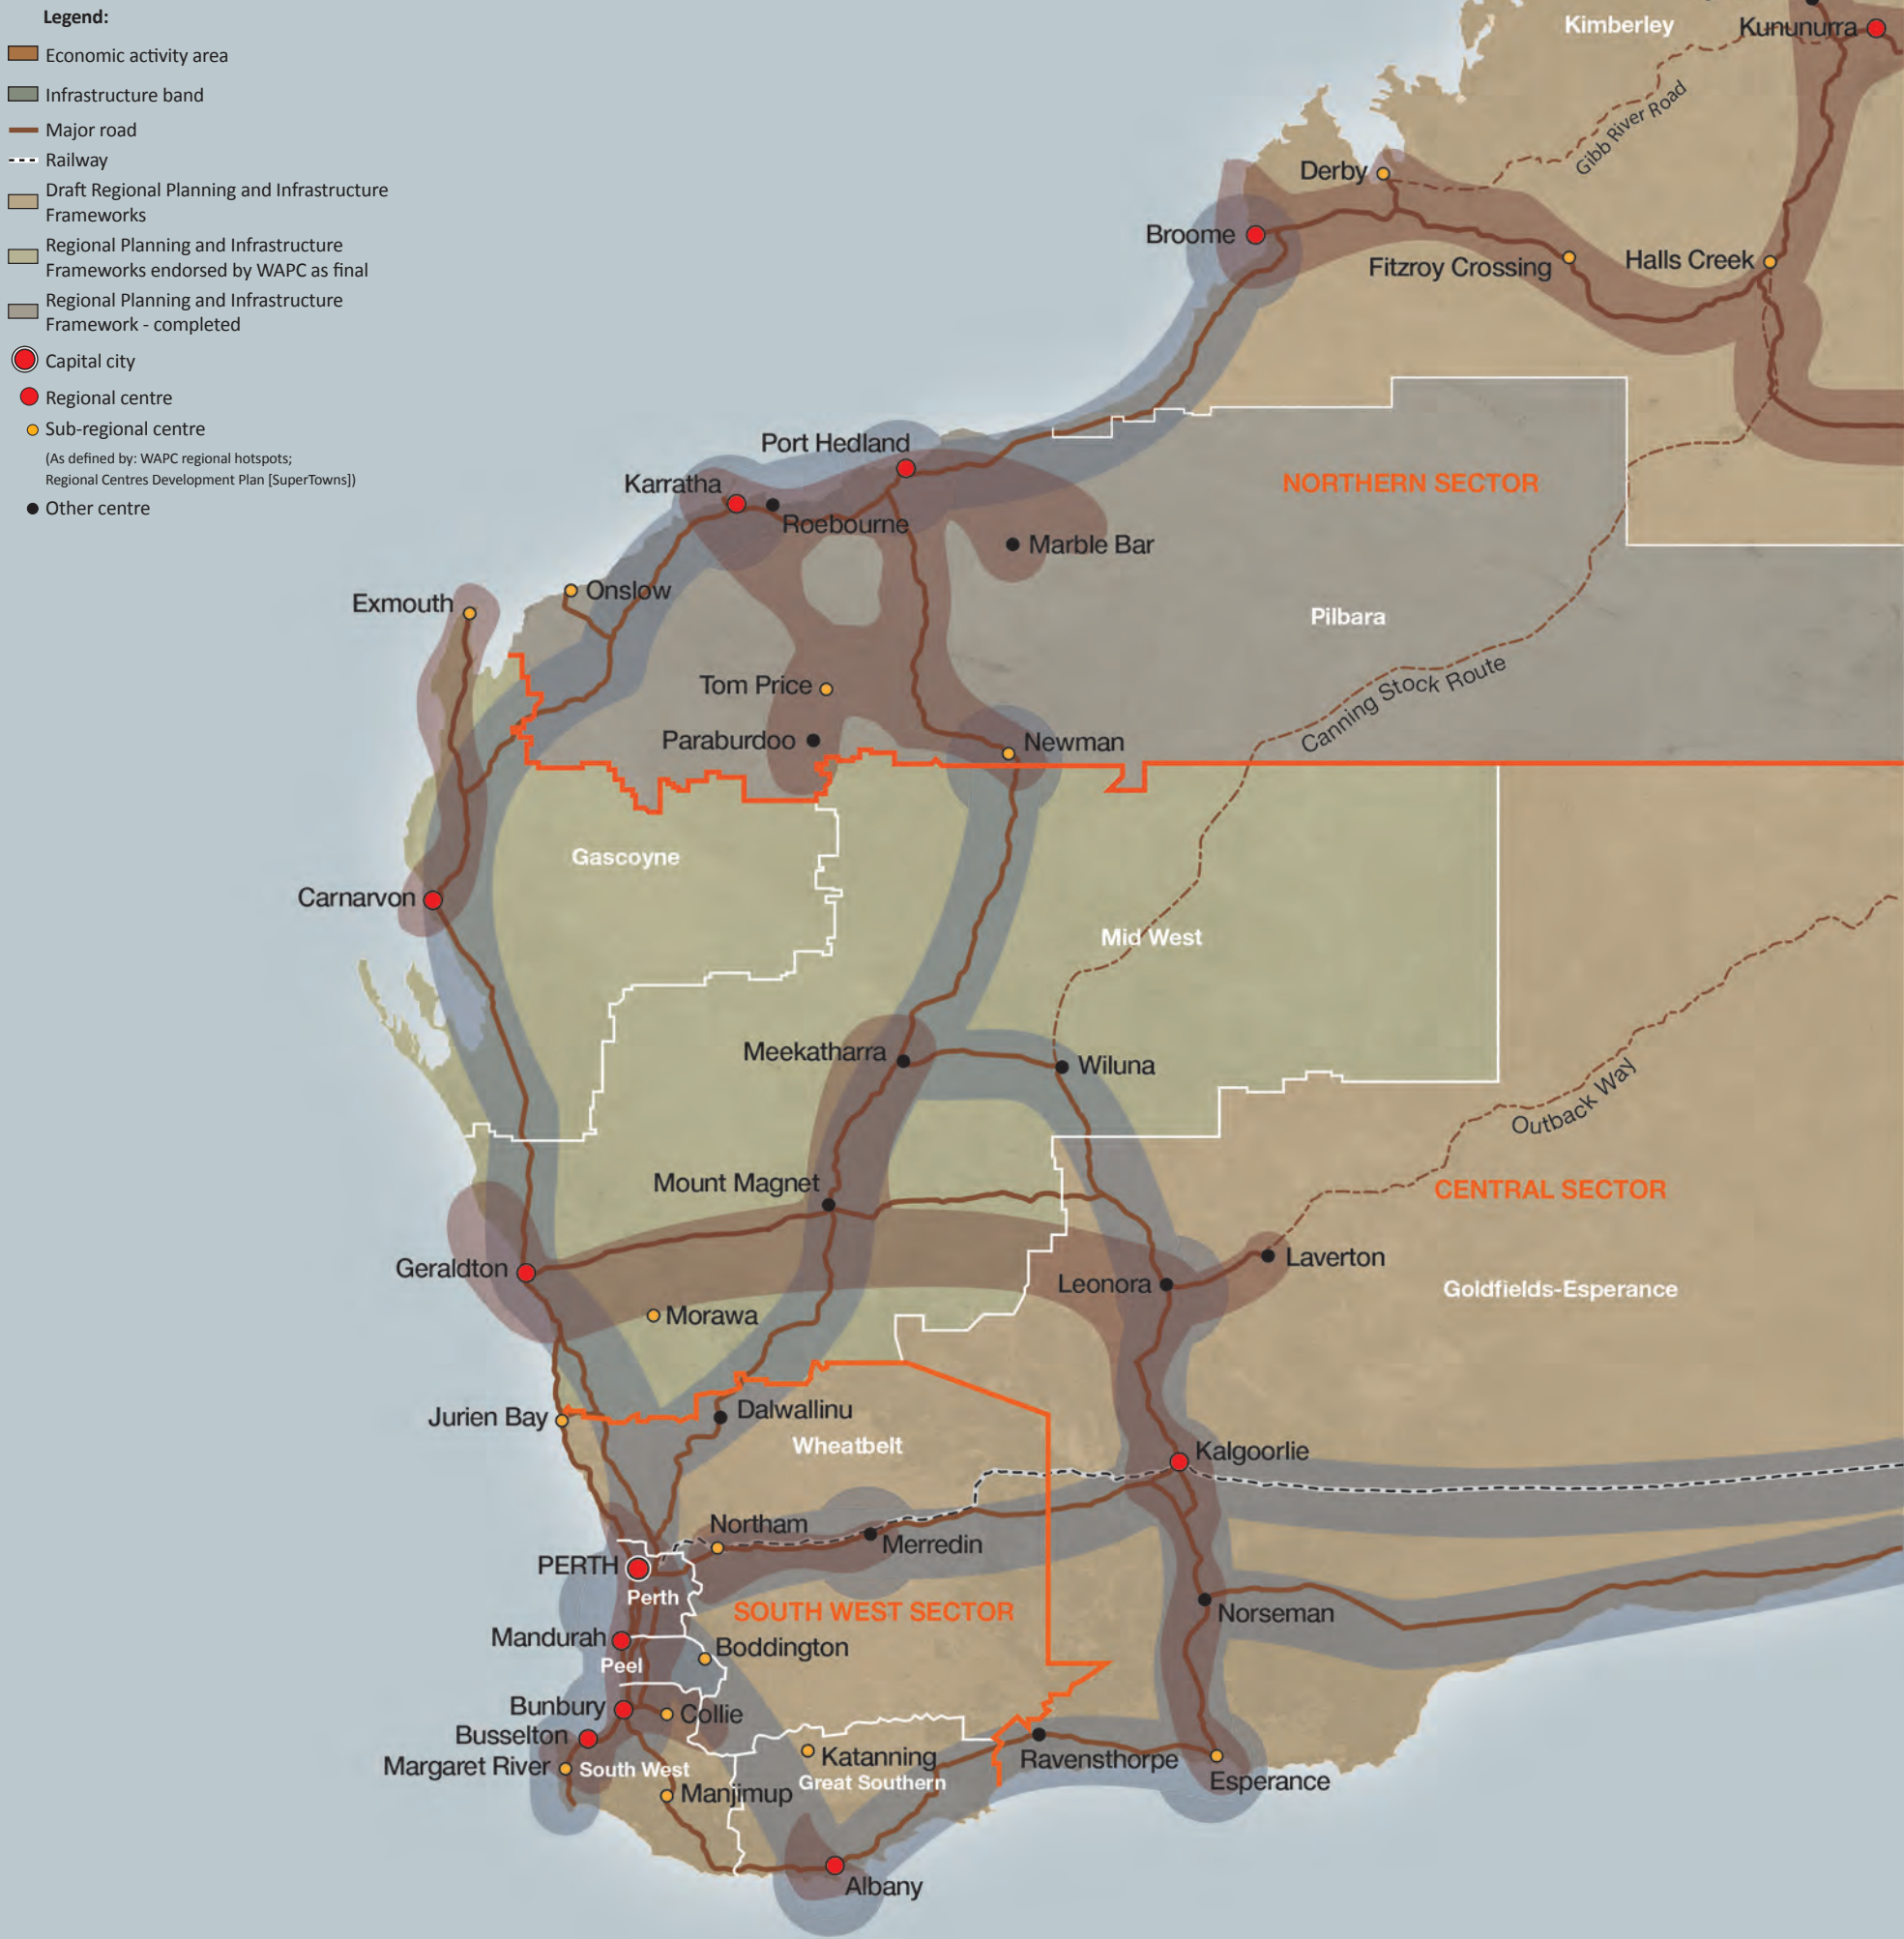 Legend:
Economic activity area
Infrastructure band
Major road
Railway
Draft Regional Planning and Infrastructure
Frameworks
Regional Planning and Infrastructure
Frameworks endorsed by WAPC as final
Regional Planning and Infrastructure
Framework - completed
Capital city
Regional centre
Sub-regional centre
(As defined by: WAPC regional hotspots;
Regional Centres Development Plan [SuperTowns])
Other centre
Kimberley
Kununurra
Gibb River Road
Derby
Broome
Fitzroy Crossing
Halls Creek
Port Hedland
Karratha
Roebourne
NORTHERN SECTOR
Marble Bar
Exmouth
Onslow
Pilbara
Tom Price
Canning Stock Route
Paraburdoo
Newman
Gascoyne
Carnarvon
Mid West
Meekatharra
Wiluna
Outback Way
Mount Magnet
CENTRAL SECTOR
Geraldton
Laverton
Leonora
Goldfields-Esperance
Morawa
Jurien Bay
Dalwallinu
Wheatbelt
Kalgoorlie
Northam
Merredin
PERTH
Perth
SOUTH WEST SECTOR
Norseman
Mandurah
Boddington
Peel
Bunbury
Collie
Busselton
Margaret River
South West
Katanning
Great Southern
Ravensthorpe
Manjimup
Esperance
Albany